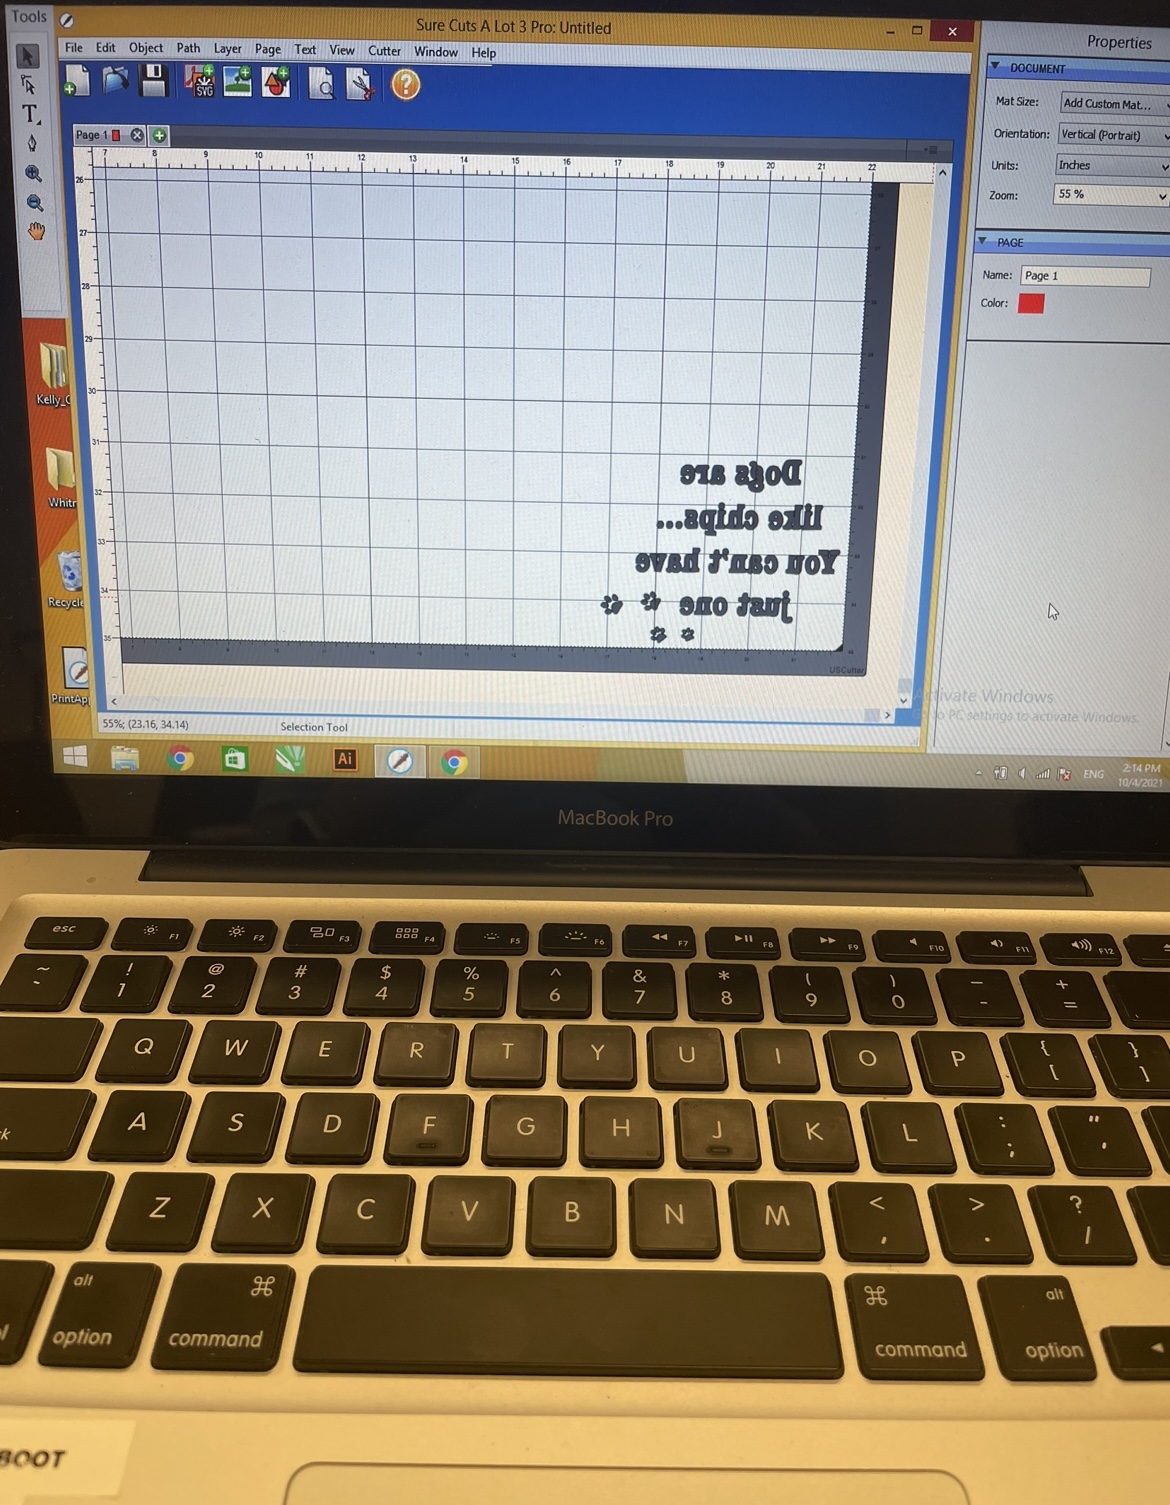 Tools
Sure Cuts A Lot 3 Pro: Untitled
File Edit Object Path Layer Page Text View Cutter Window Help
SVG
Page 1
7 8 9 10 11 12 13 14 15 16 17 18 19 20 21 22
26
27
28
29
30
31
32
33
34
35
Dogs are
like chips...
You can't have
just one
USCutter
55%; (23.16, 34.14) Selection Tool
Properties
DOCUMENT
Mat Size: Add Custom Mat...
Orientation: Vertical (Portrait)
Units: Inches
Zoom: 55 %
PAGE
Name: Page 1
Color:
Kelly_C
Whitr
Recycle
PrintAp
Activate Windows
to PC settings to activate Windows.
Ai
ENG
2:14 PM
10/4/2021
MacBook Pro
esc F1 F2 F3 F4 F5 F6 F7 F8 F9 F10 F11 F12
~ ! @ # $ % ^ & * ( ) — +
1 2 3 4 5 6 7 8 9 0 - =
Q W E R T Y U I O P { [ } ]
A S D F G H J K L : ; " '
Z X C V B N M < , > . ? /
alt option
⌘ command
⌘ command
alt option
BOOT